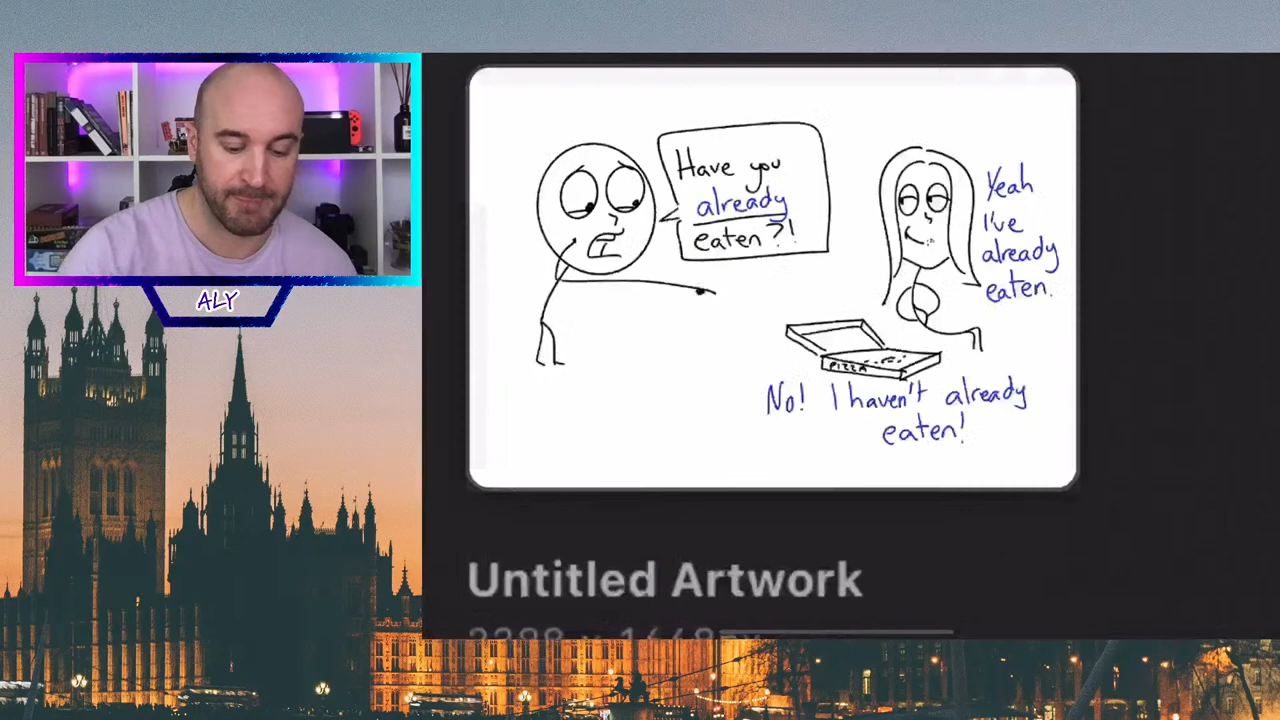 ALY
Have you
already
eaten?!
Yeah
I've
already
eaten.
PIZZA
No! I haven't already
eaten!
Untitled Artwork